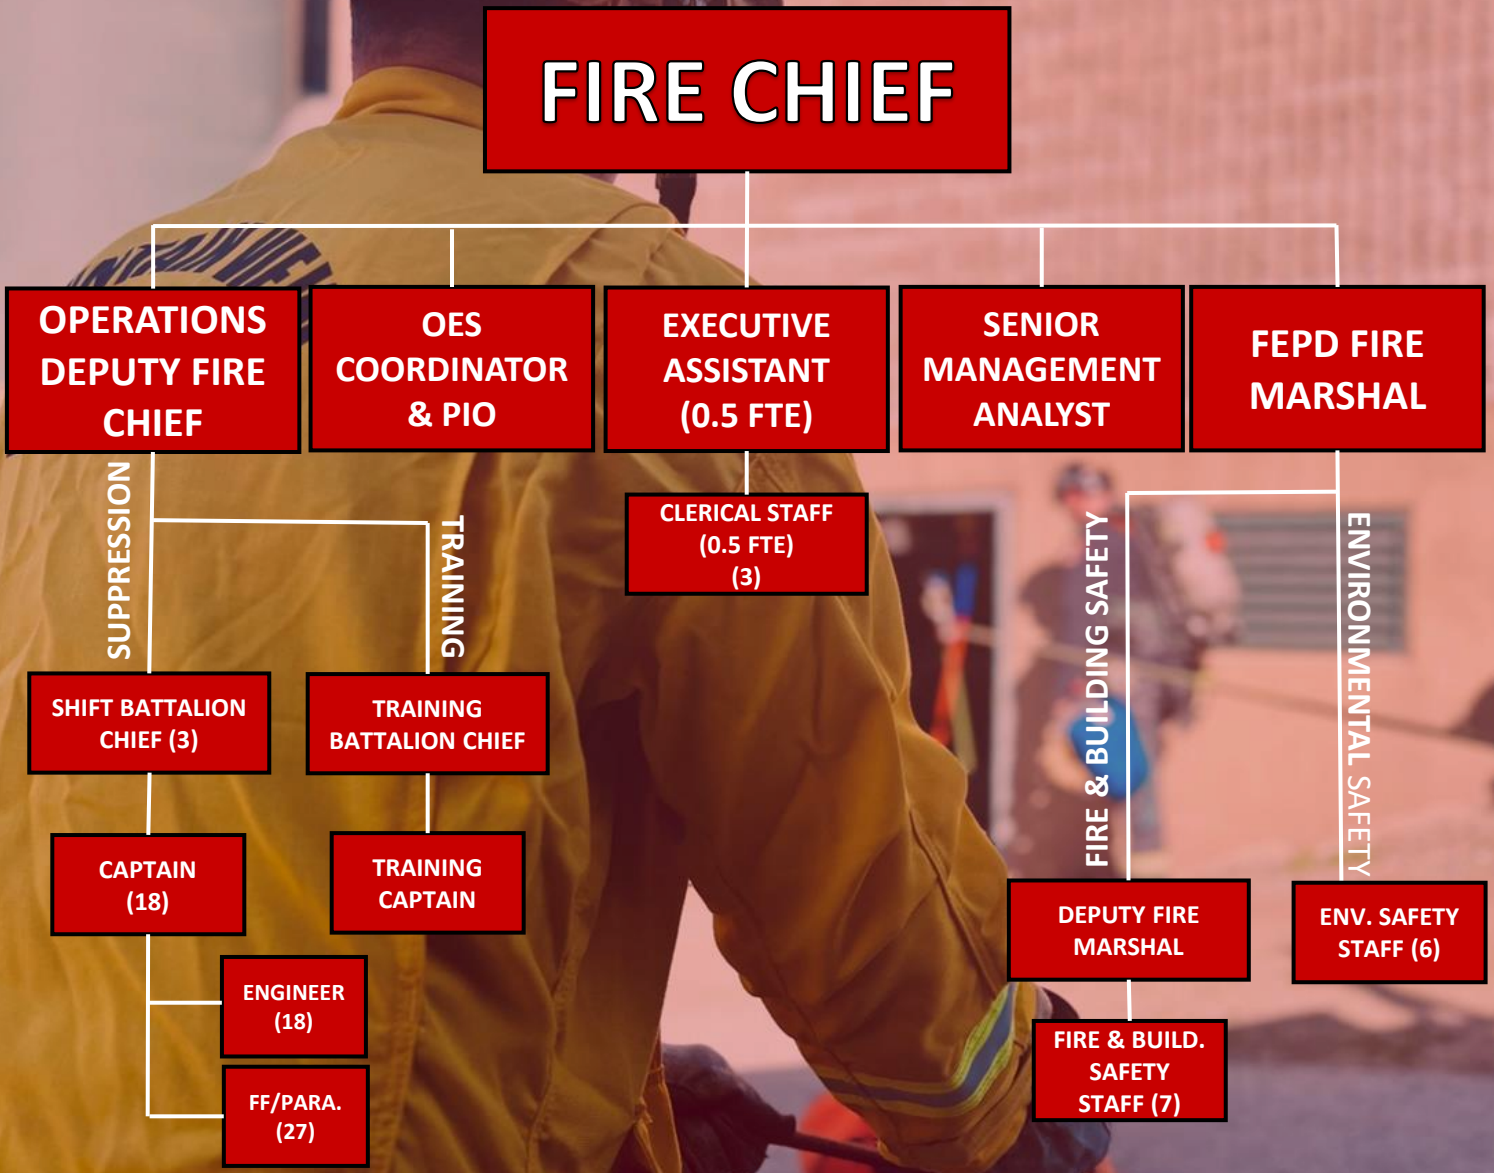 FIRE CHIEF
OPERATIONS
DEPUTY FIRE
CHIEF
OES
COORDINATOR
& PIO
EXECUTIVE
ASSISTANT
(0.5 FTE)
SENIOR
MANAGEMENT
ANALYST
FEPD FIRE
MARSHAL
SUPPRESSION
TRAINING
CLERICAL STAFF
(0.5 FTE)
(3)
FIRE & BUILDING SAFETY
ENVIRONMENTAL SAFETY
SHIFT BATTALION
CHIEF (3)
TRAINING
BATTALION CHIEF
CAPTAIN
(18)
TRAINING
CAPTAIN
DEPUTY FIRE
MARSHAL
ENV. SAFETY
STAFF (6)
ENGINEER
(18)
FIRE & BUILD.
SAFETY
STAFF (7)
FF/PARA.
(27)